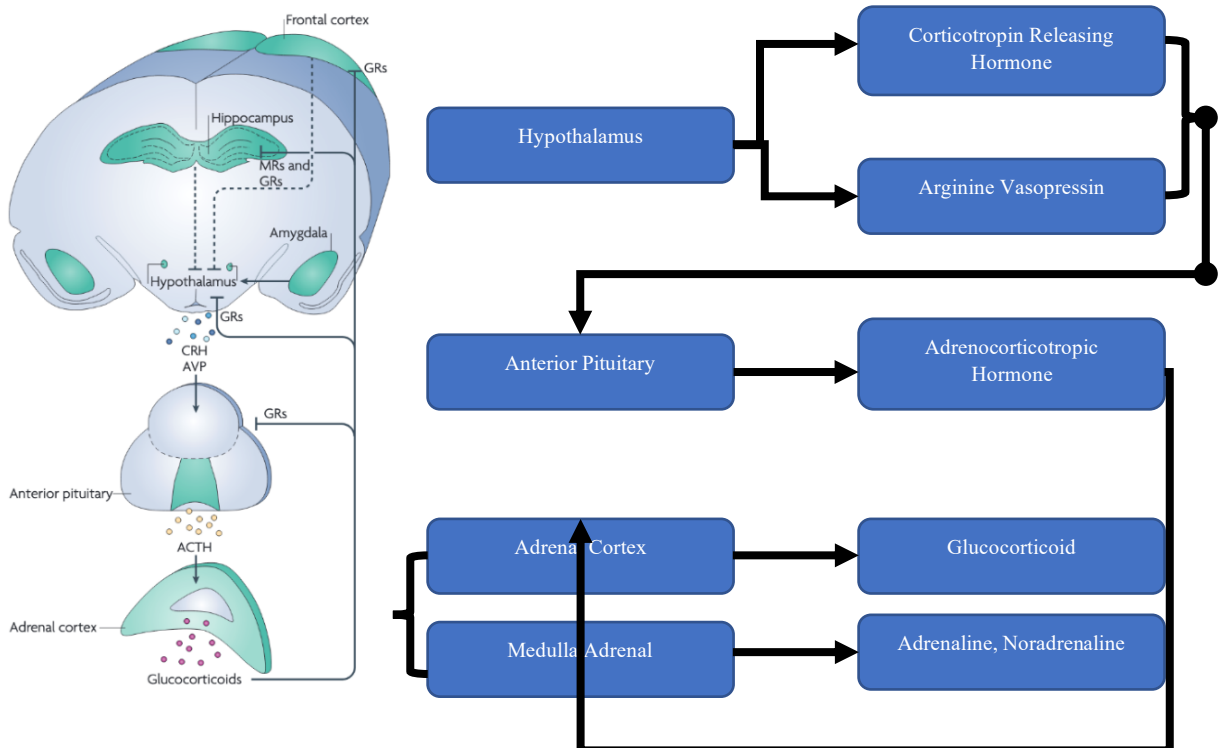 Frontal cortex
GRs
Hippocampus
MRs and
GRs
Amygdala
Hypothalamus
GRs
CRH
AVP
GRs
Anterior pituitary
ACTH
Adrenal cortex
Glucocorticoids
Corticotropin Releasing
Hormone
Hypothalamus
Arginine Vasopressin
Anterior Pituitary
Adrenocorticotropic
Hormone
Adrenal Cortex
Glucocorticoid
Medulla Adrenal
Adrenaline, Noradrenaline